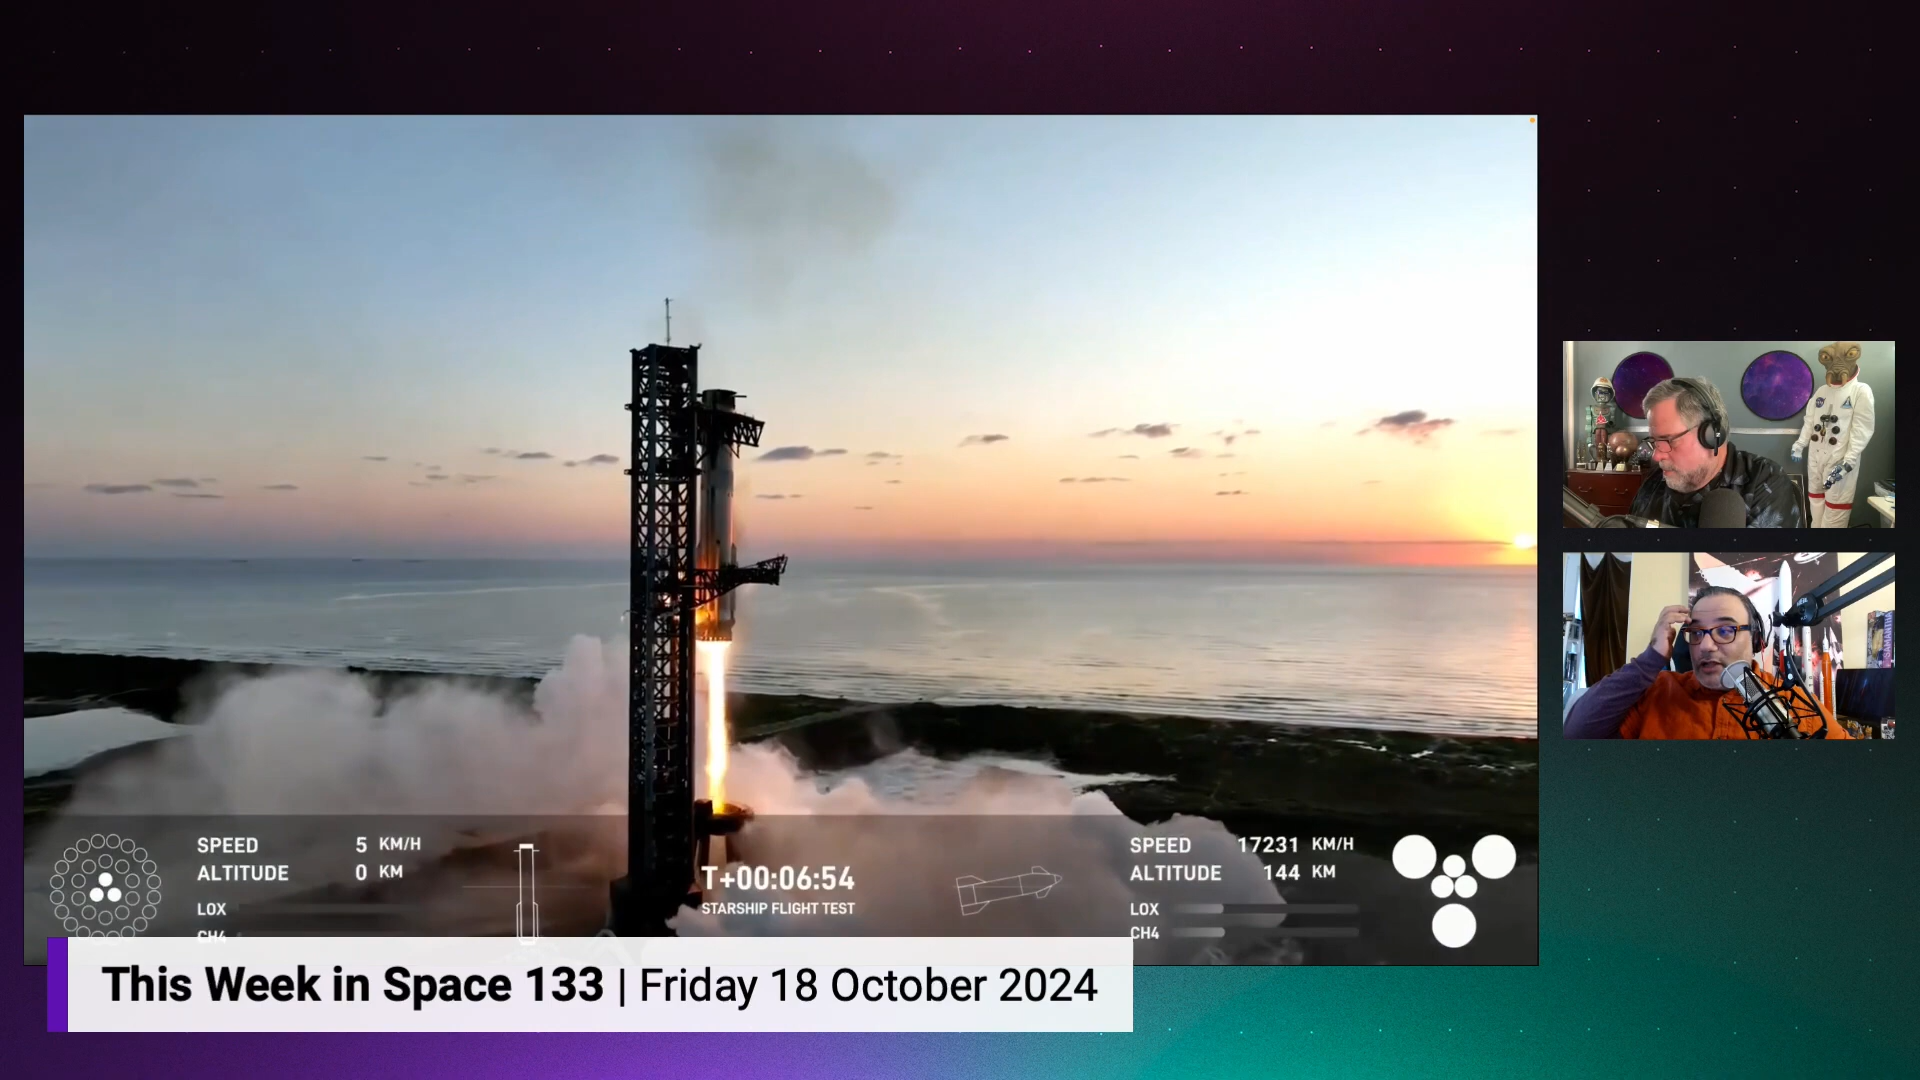 SPEED 5 KM/H
ALTITUDE 0 KM
LOX
CH4
T+00:06:54
STARSHIP FLIGHT TEST
SPEED 17231 KM/H
ALTITUDE 144 KM
LOX
CH4
This Week in Space 133 | Friday 18 October 2024
SAMANTHA